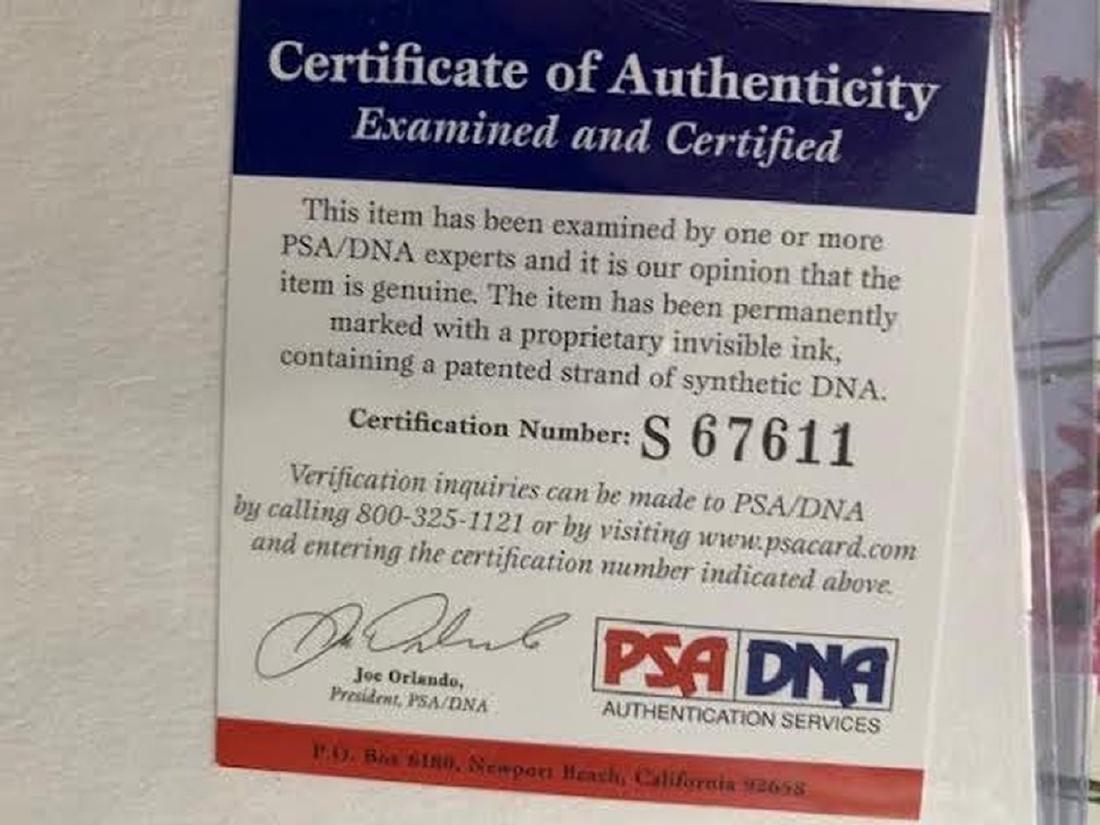 Certificate of Authenticity
Examined and Certified
This item has been examined by one or more
PSA/DNA experts and it is our opinion that the
item is genuine. The item has been permanently
marked with a proprietary invisible ink,
containing a patented strand of synthetic DNA.
Certification Number: S 67611
Verification inquiries can be made to PSA/DNA
by calling 800-325-1121 or by visiting www.psacard.com
and entering the certification number indicated above.
Joe Orlando,
President, PSA/DNA
PSA DNA
AUTHENTICATION SERVICES
P.O. Box 6180, Newport Beach, California 92658